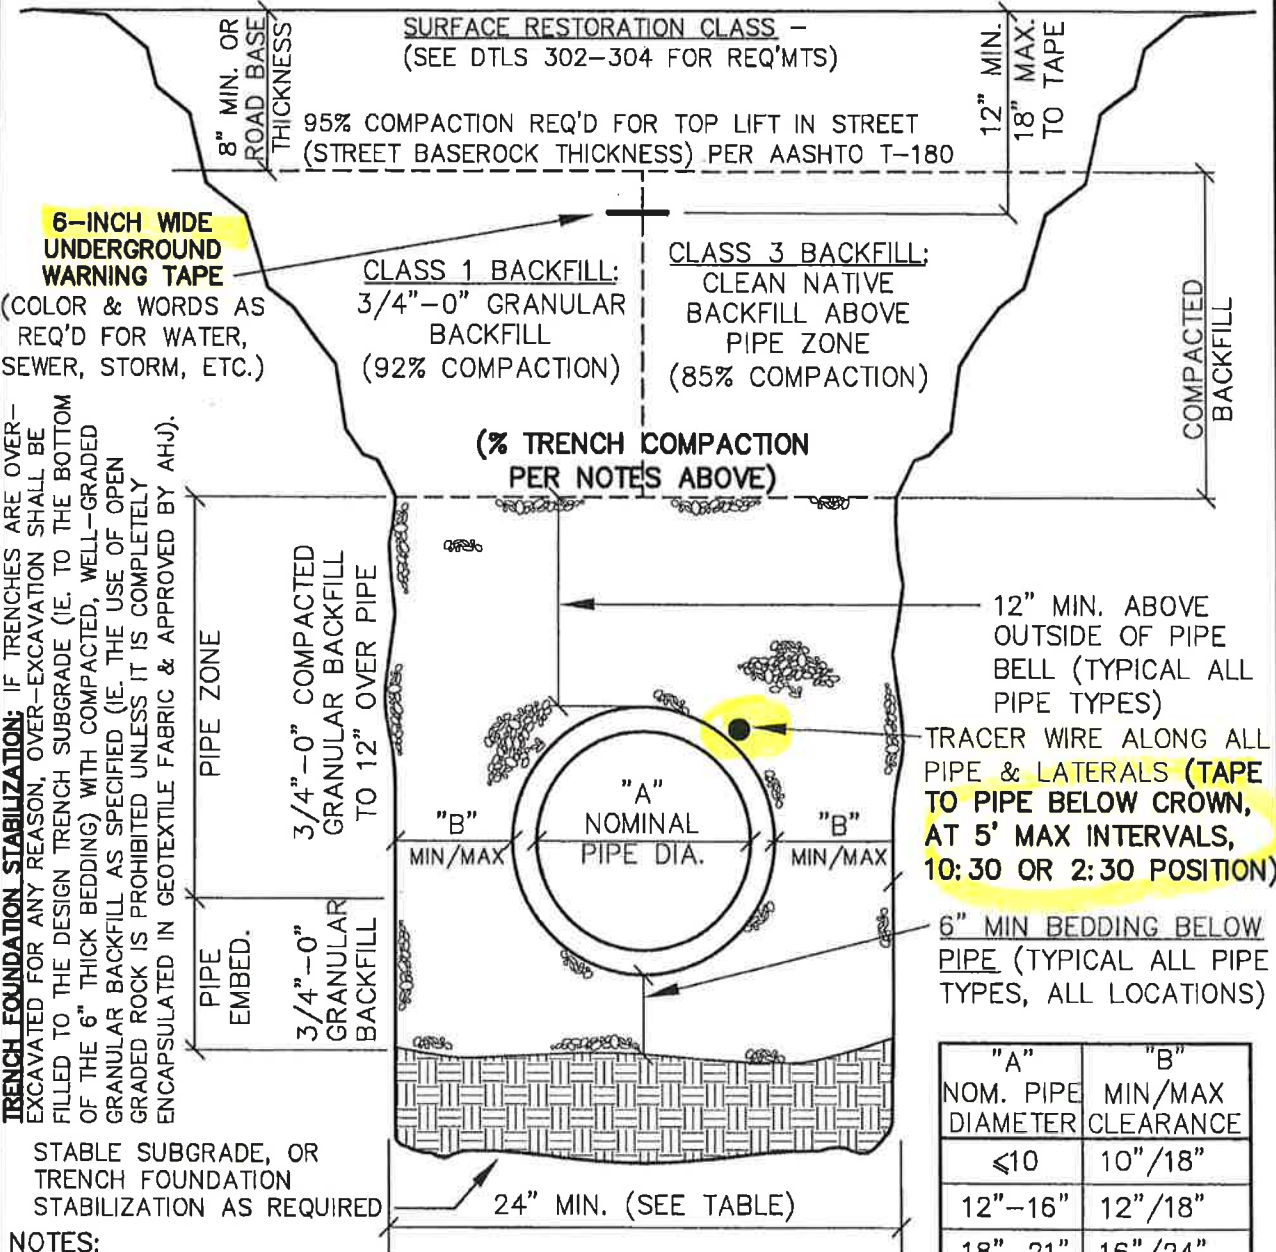 8" MIN. OR
ROAD BASE
THICKNESS
SURFACE RESTORATION CLASS –
(SEE DTLS 302–304 FOR REQ'MTS)
12" MIN.
18" MAX.
TO TAPE
95% COMPACTION REQ'D FOR TOP LIFT IN STREET
(STREET BASEROCK THICKNESS) PER AASHTO T–180
6–INCH WIDE
UNDERGROUND
WARNING TAPE
(COLOR & WORDS AS
REQ'D FOR WATER,
SEWER, STORM, ETC.)
CLASS 1 BACKFILL:
3/4"–0" GRANULAR
BACKFILL
(92% COMPACTION)
CLASS 3 BACKFILL:
CLEAN NATIVE
BACKFILL ABOVE
PIPE ZONE
(85% COMPACTION)
COMPACTED
BACKFILL
(% TRENCH COMPACTION
PER NOTES ABOVE)
TRENCH FOUNDATION STABILIZATION: IF TRENCHES ARE OVER–
EXCAVATED FOR ANY REASON, OVER–EXCAVATION SHALL BE
FILLED TO THE DESIGN TRENCH SUBGRADE (IE. TO THE BOTTOM
OF THE 6" THICK BEDDING) WITH COMPACTED, WELL–GRADED
GRANULAR BACKFILL AS SPECIFIED (IE. THE USE OF OPEN
GRADED ROCK IS PROHIBITED UNLESS IT IS COMPLETELY
ENCAPSULATED IN GEOTEXTILE FABRIC & APPROVED BY AHJ).
PIPE ZONE
3/4"–0" COMPACTED
GRANULAR BACKFILL
TO 12" OVER PIPE
12" MIN. ABOVE
OUTSIDE OF PIPE
BELL (TYPICAL ALL
PIPE TYPES)
TRACER WIRE ALONG ALL
PIPE & LATERALS (TAPE
TO PIPE BELOW CROWN,
AT 5' MAX INTERVALS,
10:30 OR 2:30 POSITION)
"B"
MIN/MAX
"A"
NOMINAL
PIPE DIA.
"B"
MIN/MAX
PIPE
EMBED.
3/4"–0"
GRANULAR
BACKFILL
6" MIN BEDDING BELOW
PIPE (TYPICAL ALL PIPE
TYPES, ALL LOCATIONS)
STABLE SUBGRADE, OR
TRENCH FOUNDATION
STABILIZATION AS REQUIRED
24" MIN. (SEE TABLE)
"A" "B"
NOM. PIPE MIN/MAX
DIAMETER CLEARANCE
⩽10 10"/18"
12"–16" 12"/18"
18"–21" 16"/24"
NOTES: